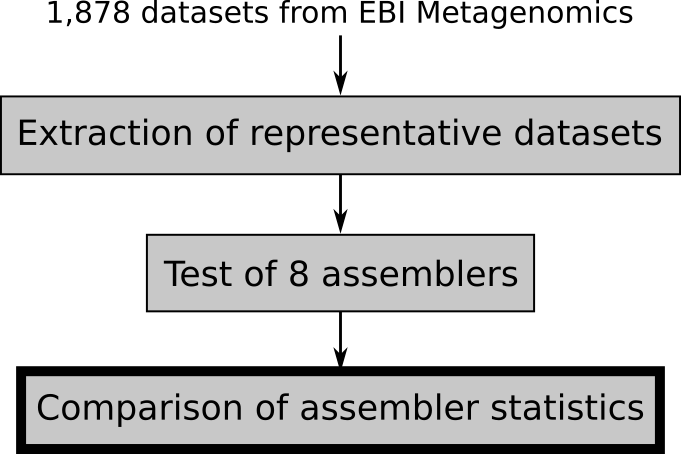 1,878 datasets from EBI Metagenomics
Extraction of representative datasets
Test of 8 assemblers
Comparison of assembler statistics